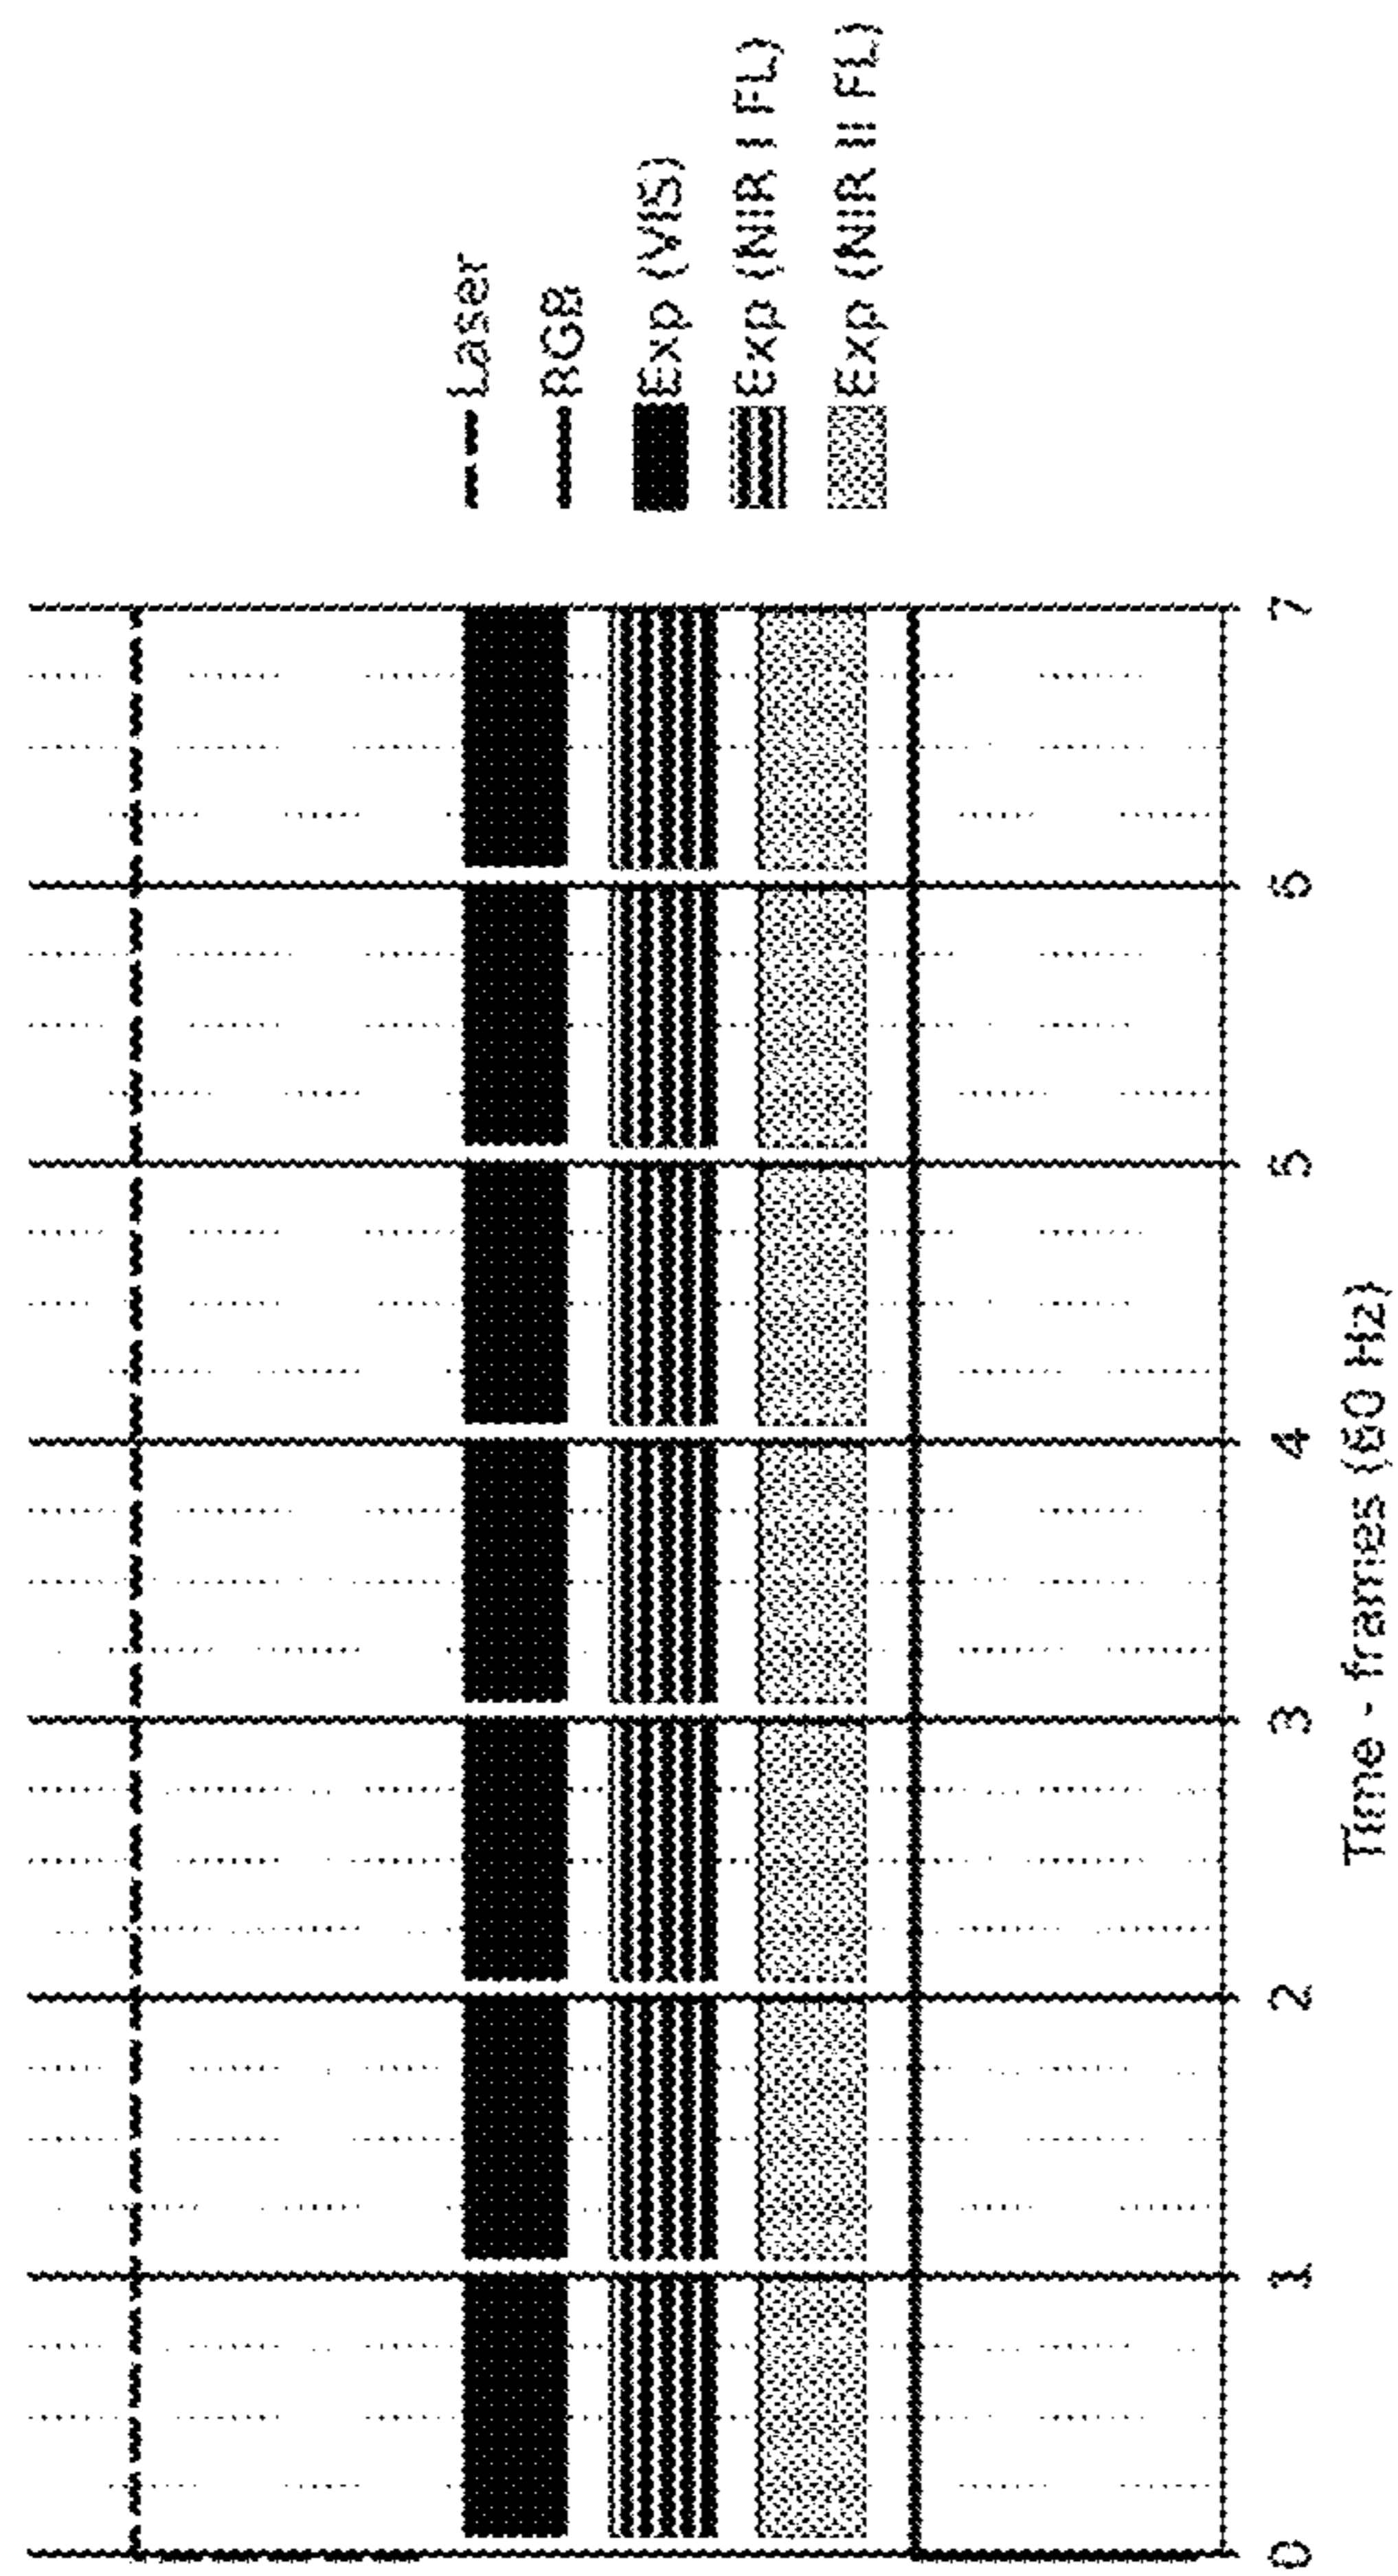 Laser
RGB
Exp (VIS)
Exp (NIR I FL)
Exp (NIR II FL)
0 1 2 3 4 5 6 7
Time - frames (60 Hz)